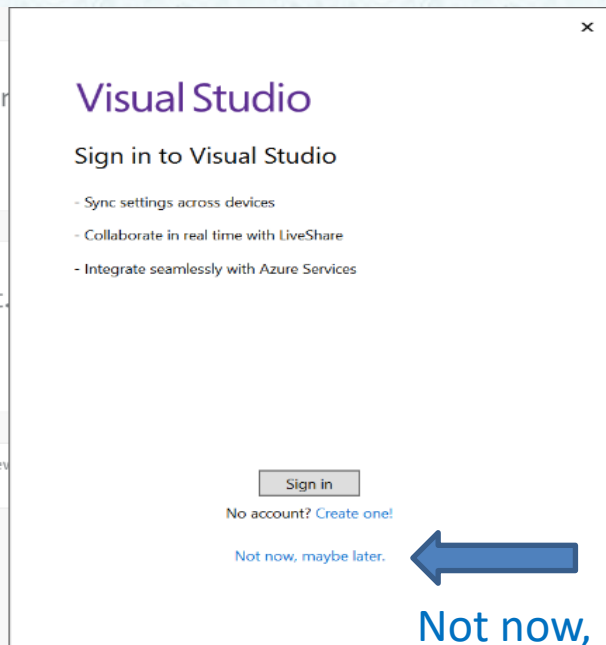 Visual Studio
Sign in to Visual Studio
- Sync settings across devices
- Collaborate in real time with LiveShare
- Integrate seamlessly with Azure Services
Sign in
No account? Create one!
Not now, maybe later.
Not now,